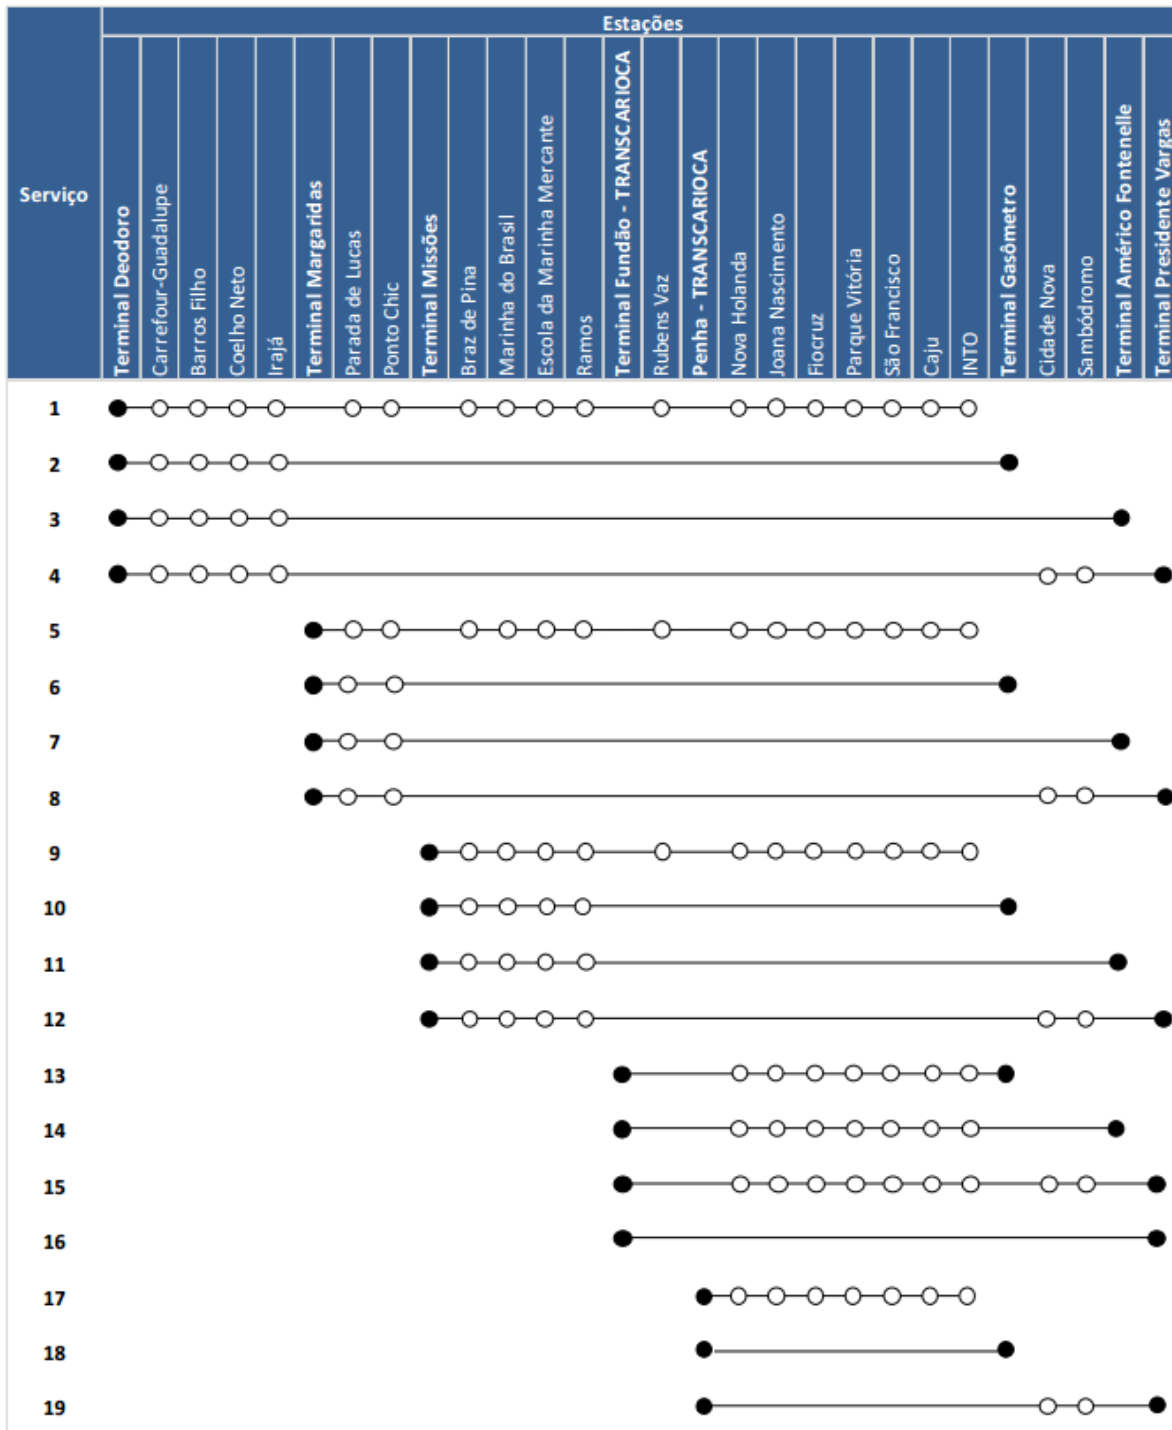 Estações
Serviço
Terminal Deodoro
Carrefour-Guadalupe
Barros Filho
Coelho Neto
Irajá
Terminal Margaridas
Parada de Lucas
Ponto Chic
Terminal Missões
Braz de Pina
Marinha do Brasil
Escola da Marinha Mercante
Ramos
Terminal Fundão - TRANSCARIOCA
Rubens Vaz
Penha - TRANSCARIOCA
Nova Holanda
Joana Nascimento
Fiocruz
Parque Vitória
São Francisco
Caju
INTO
Terminal Gasômetro
Cidade Nova
Sambódromo
Terminal Américo Fontenelle
Terminal Presidente Vargas
1
2
3
4
5
6
7
8
9
10
11
12
13
14
15
16
17
18
19